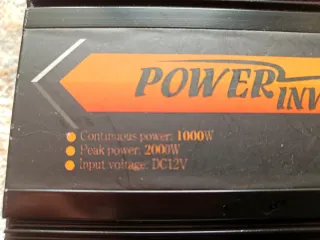 POWER
INV
Continuous power: 1000W
Peak power: 2000W
Input voltage: DC12V